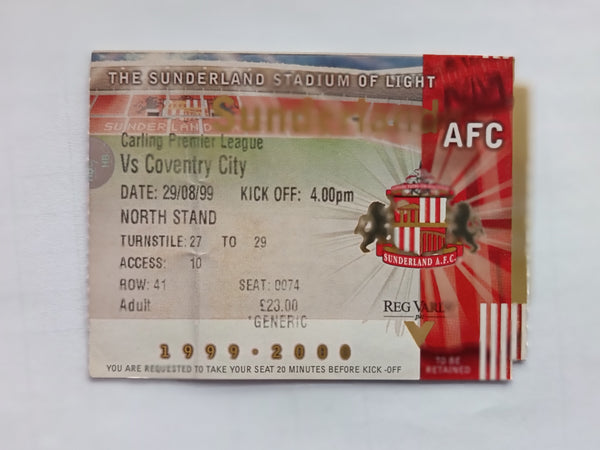 THE SUNDERLAND STADIUM OF LIGHT
Sunderland
AFC
SUNDERLAND
Carling Premier League
Vs Coventry City
DATE: 29/08/99 KICK OFF: 4.00pm
NORTH STAND
TURNSTILE: 27 TO 29
ACCESS: 10
ROW: 41 SEAT: 0074
Adult £23.00
*GENERIC
SUNDERLAND A.F.C.
REG VARDY
plc
1999·2000
TO BE
RETAINED
YOU ARE REQUESTED TO TAKE YOUR SEAT 20 MINUTES BEFORE KICK-OFF